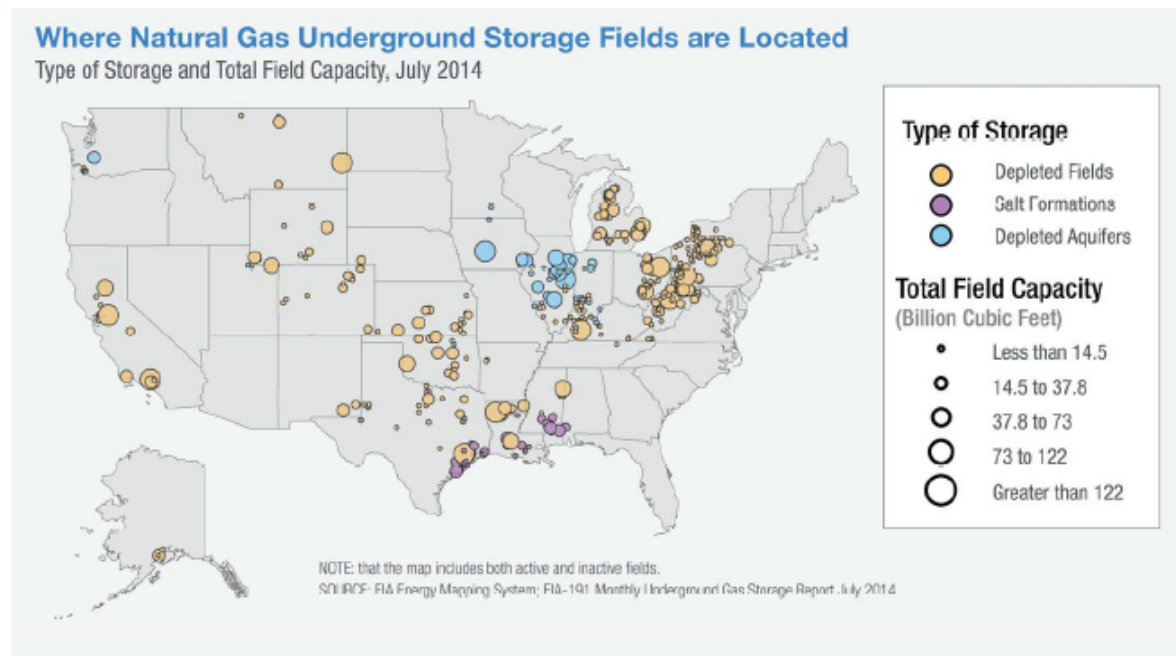 Where Natural Gas Underground Storage Fields are Located
Type of Storage and Total Field Capacity, July 2014
Type of Storage
Depleted Fields
Salt Formations
Depleted Aquifers
Total Field Capacity
(Billion Cubic Feet)
Less than 14.5
14.5 to 37.8
37.8 to 73
73 to 122
Greater than 122
NOTE: that the map includes both active and inactive fields.
SOURCE: EIA Energy Mapping System; EIA-191 Monthly Underground Gas Storage Report July 2014